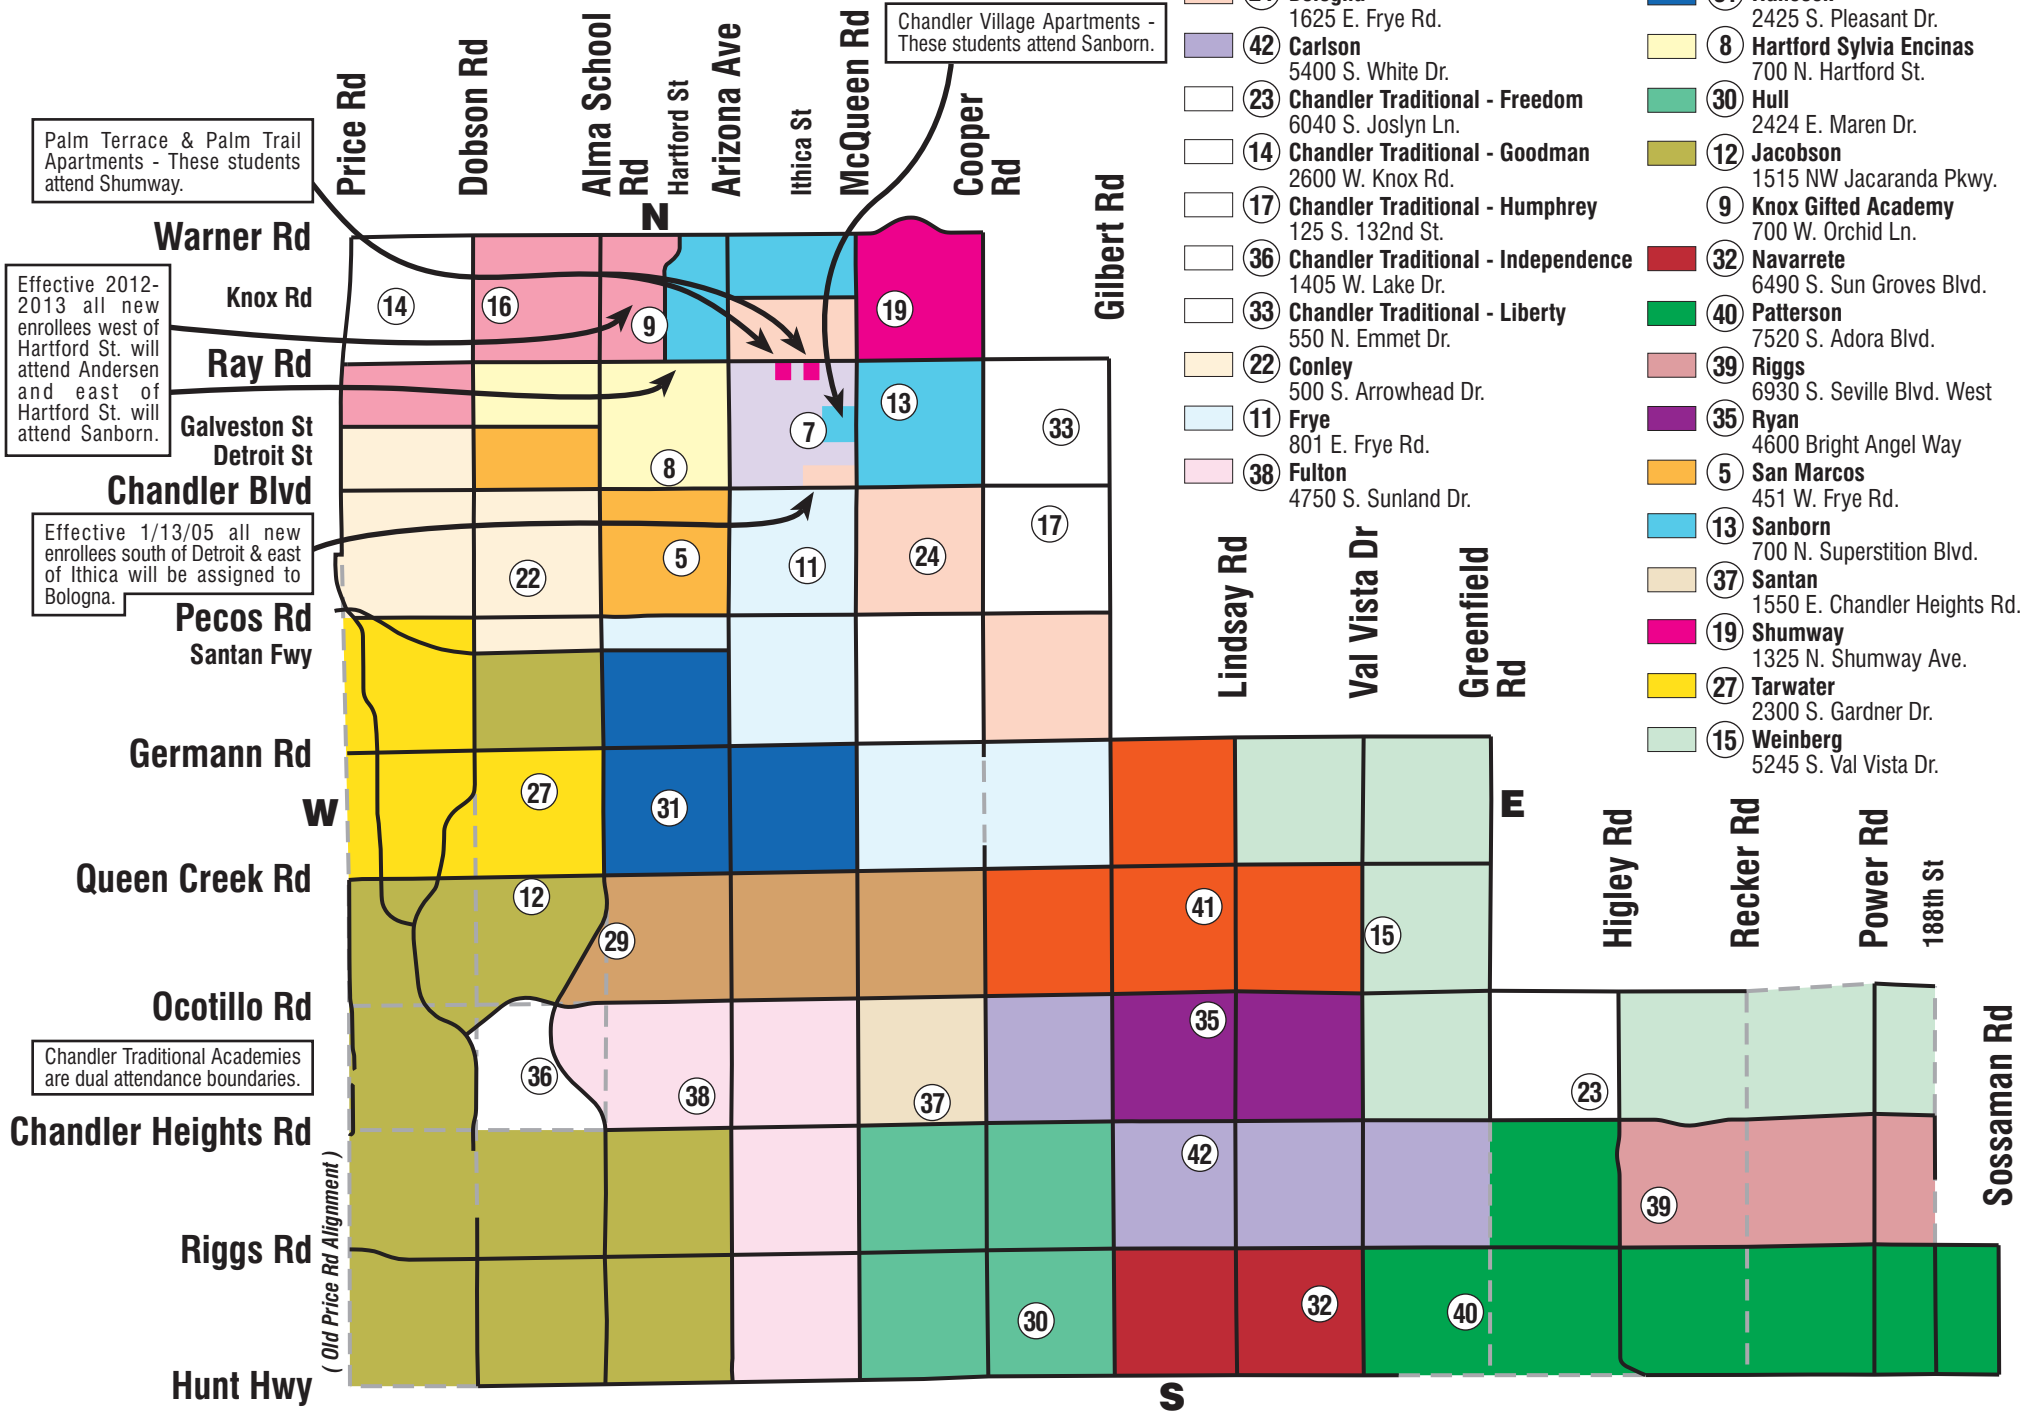 Chandler Village Apartments -
These students attend Sanborn.
Palm Terrace & Palm Trail
Apartments - These students
attend Shumway.
Effective 2012-
2013 all new
enrollees west of
Hartford St. will
attend Andersen
and east of
Hartford St. will
attend Sanborn.
Effective 1/13/05 all new
enrollees south of Detroit & east
of Ithica will be assigned to
Bologna.
Chandler Traditional Academies
are dual attendance boundaries.
Price Rd
Dobson Rd
Alma School
Rd
Hartford St
Arizona Ave
Ithica St
McQueen Rd
Cooper
Rd
Gilbert Rd
Lindsay Rd
Val Vista Dr
Greenfield
Rd
Higley Rd
Recker Rd
Power Rd
188th St
Sossaman Rd
N
W
E
S
Warner Rd
Knox Rd
Ray Rd
Galveston St
Detroit St
Chandler Blvd
Pecos Rd
Santan Fwy
Germann Rd
Queen Creek Rd
Ocotillo Rd
Chandler Heights Rd
Riggs Rd
Hunt Hwy
( Old Price Rd Alignment )
14
16
9
19
7
13
33
8
22
5
11
24
17
27
31
12
29
41
15
36
38
37
35
23
42
39
30
32
40
1625 E. Frye Rd.
42 Carlson
5400 S. White Dr.
23 Chandler Traditional - Freedom
6040 S. Joslyn Ln.
14 Chandler Traditional - Goodman
2600 W. Knox Rd.
17 Chandler Traditional - Humphrey
125 S. 132nd St.
36 Chandler Traditional - Independence
1405 W. Lake Dr.
33 Chandler Traditional - Liberty
550 N. Emmet Dr.
22 Conley
500 S. Arrowhead Dr.
11 Frye
801 E. Frye Rd.
38 Fulton
4750 S. Sunland Dr.
2425 S. Pleasant Dr.
8 Hartford Sylvia Encinas
700 N. Hartford St.
30 Hull
2424 E. Maren Dr.
12 Jacobson
1515 NW Jacaranda Pkwy.
9 Knox Gifted Academy
700 W. Orchid Ln.
32 Navarrete
6490 S. Sun Groves Blvd.
40 Patterson
7520 S. Adora Blvd.
39 Riggs
6930 S. Seville Blvd. West
35 Ryan
4600 Bright Angel Way
5 San Marcos
451 W. Frye Rd.
13 Sanborn
700 N. Superstition Blvd.
37 Santan
1550 E. Chandler Heights Rd.
19 Shumway
1325 N. Shumway Ave.
27 Tarwater
2300 S. Gardner Dr.
15 Weinberg
5245 S. Val Vista Dr.